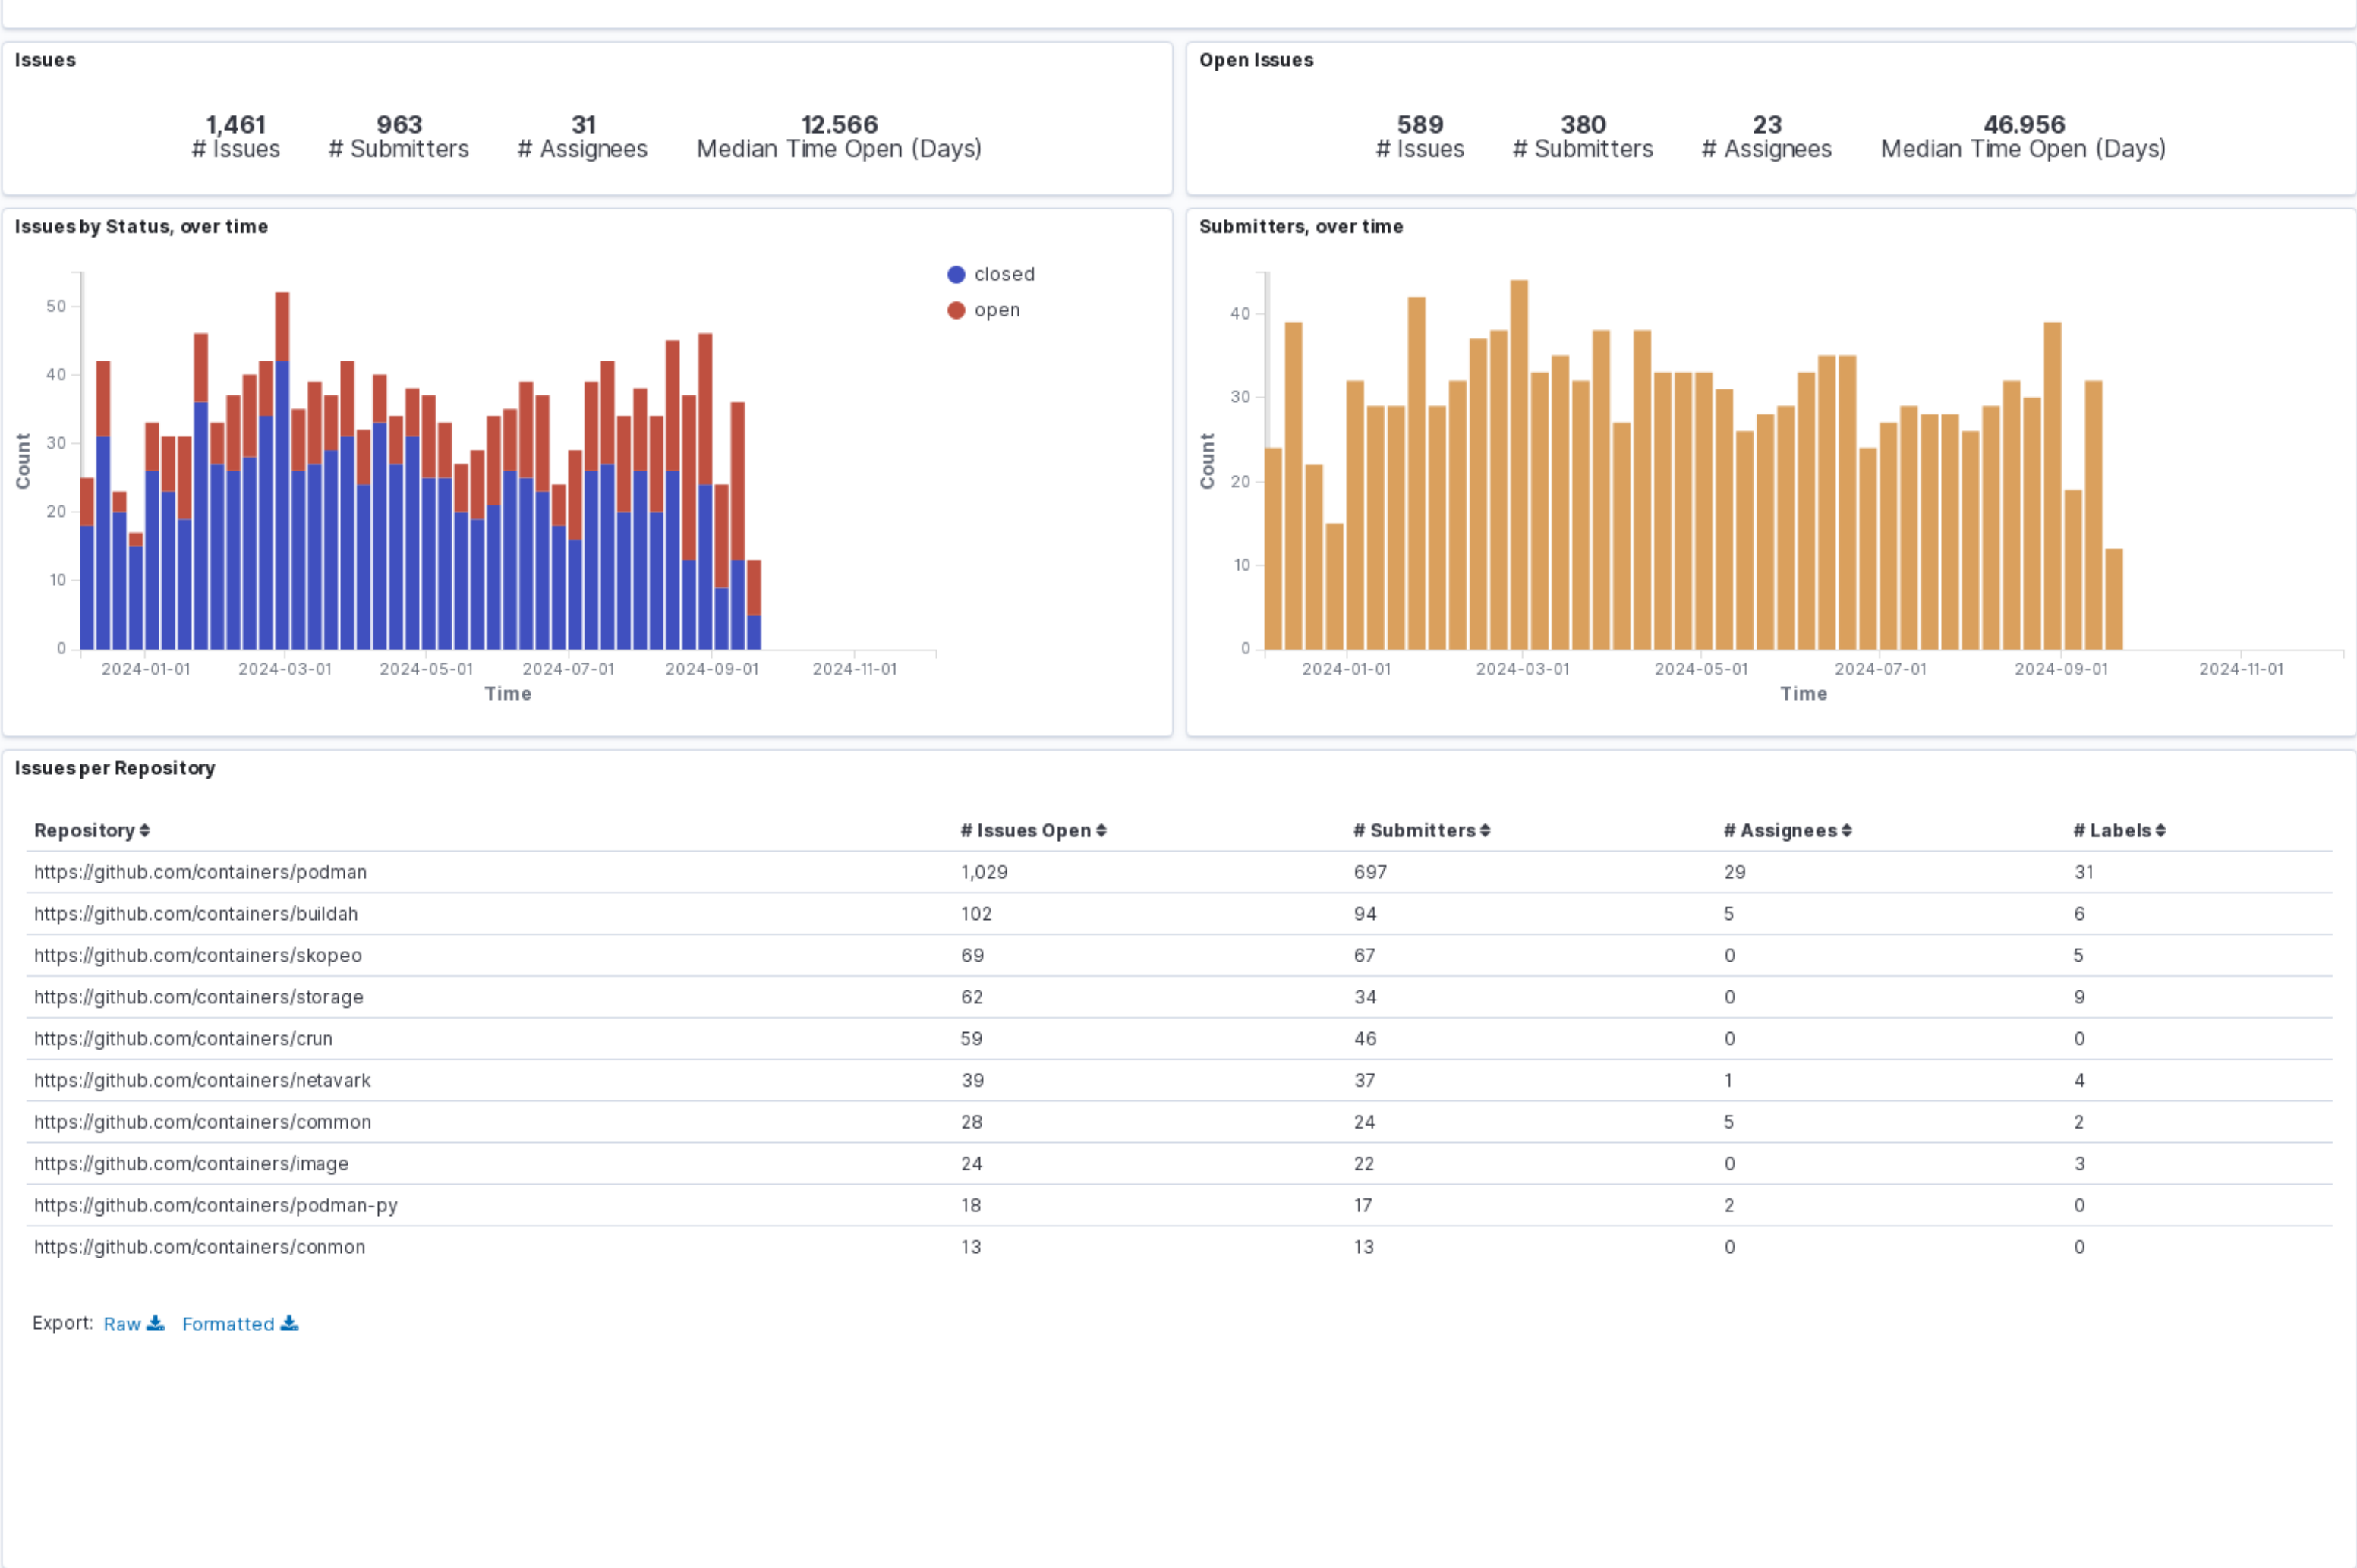 Issues
1,461 963 31 12.566
# Issues # Submitters # Assignees Median Time Open (Days)
Open Issues
589 380 23 46.956
# Issues # Submitters # Assignees Median Time Open (Days)
Issues by Status, over time
closed
open
Count
50
40
30
20
10
0
2024-01-01 2024-03-01 2024-05-01 2024-07-01 2024-09-01 2024-11-01
Time
Submitters, over time
Count
40
30
20
10
0
2024-01-01 2024-03-01 2024-05-01 2024-07-01 2024-09-01 2024-11-01
Time
Issues per Repository
Repository # Issues Open # Submitters # Assignees # Labels
https://github.com/containers/podman 1,029 697 29 31
https://github.com/containers/buildah 102 94 5 6
https://github.com/containers/skopeo 69 67 0 5
https://github.com/containers/storage 62 34 0 9
https://github.com/containers/crun 59 46 0 0
https://github.com/containers/netavark 39 37 1 4
https://github.com/containers/common 28 24 5 2
https://github.com/containers/image 24 22 0 3
https://github.com/containers/podman-py 18 17 2 0
https://github.com/containers/conmon 13 13 0 0
Export: Raw Formatted